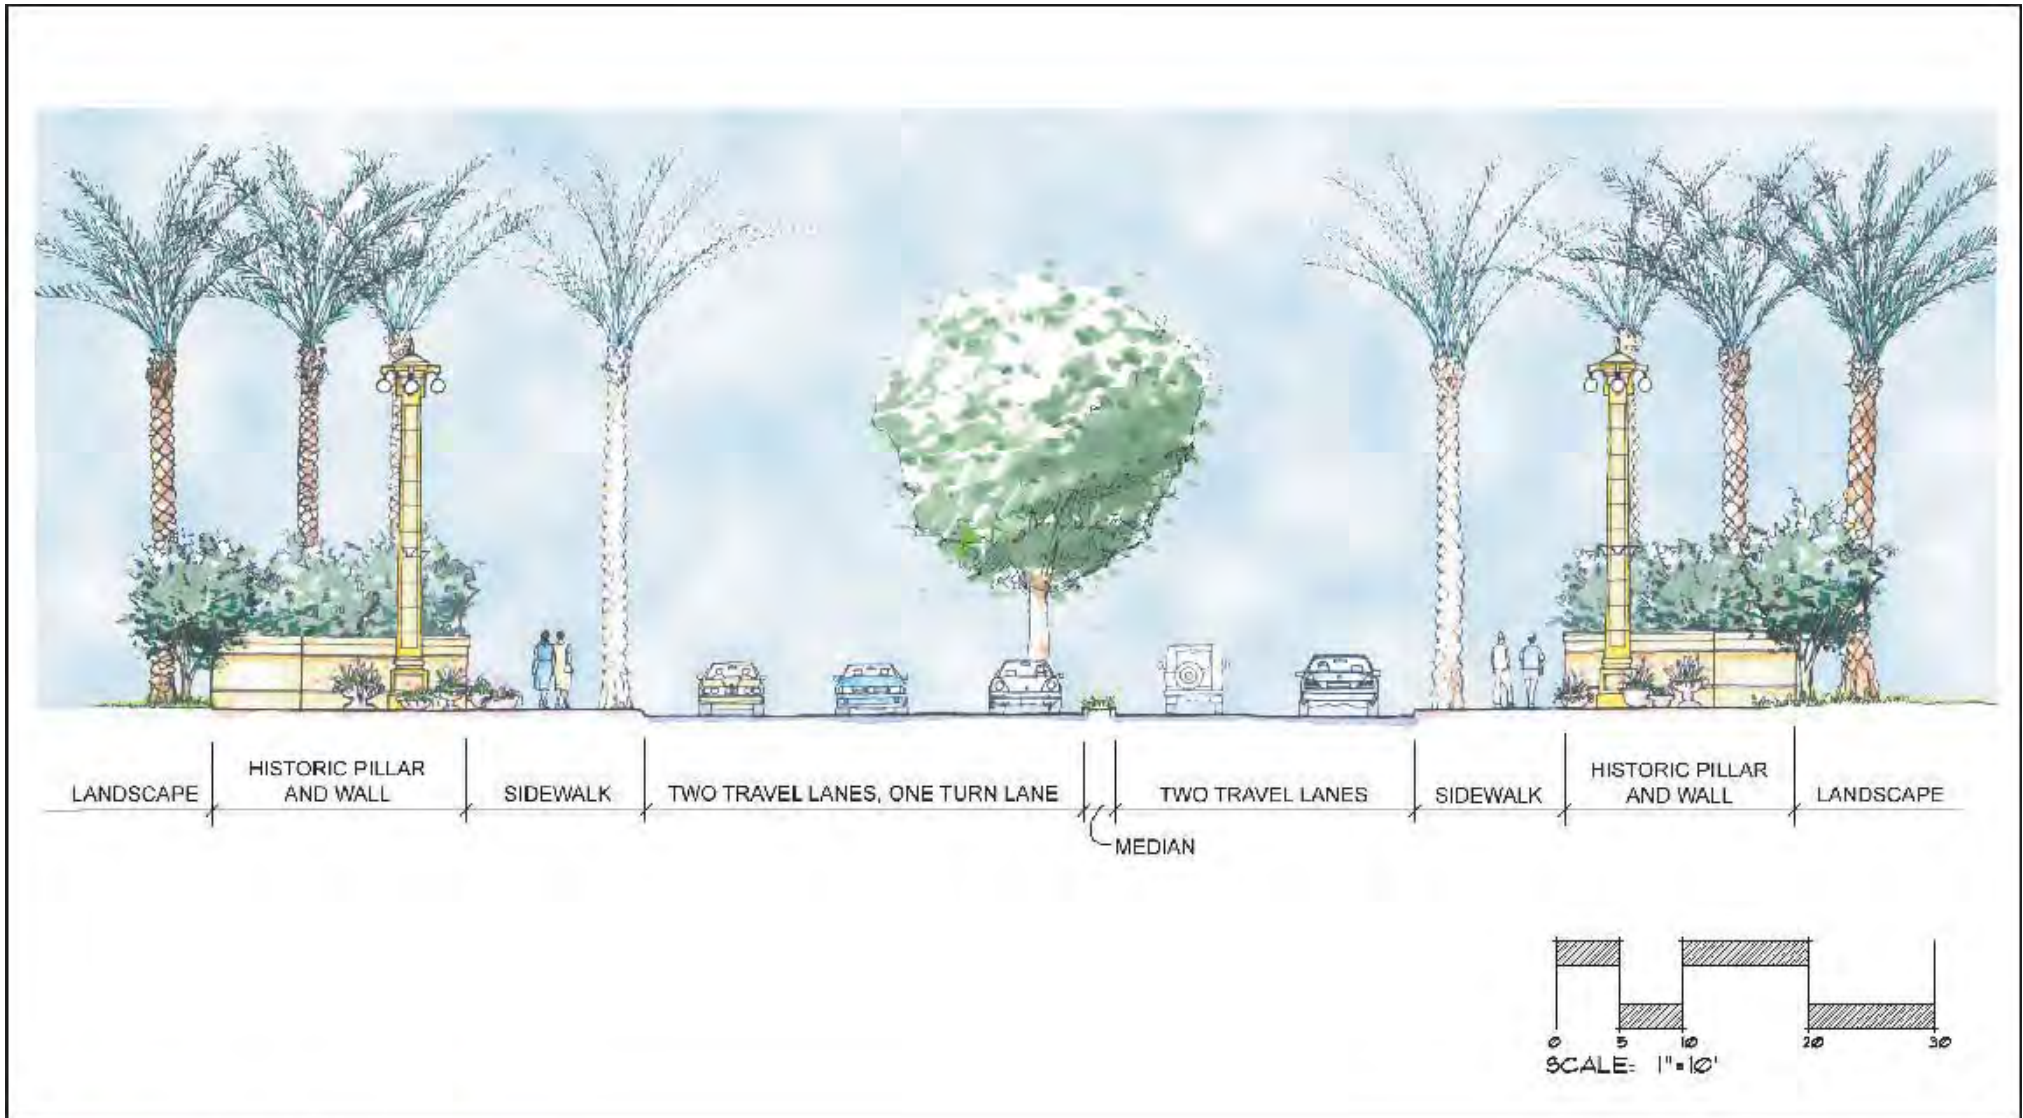 LANDSCAPE
HISTORIC PILLAR
AND WALL
SIDEWALK
TWO TRAVEL LANES, ONE TURN LANE
MEDIAN
TWO TRAVEL LANES
SIDEWALK
HISTORIC PILLAR
AND WALL
LANDSCAPE
0 5 10 20 30
SCALE: 1"=10'